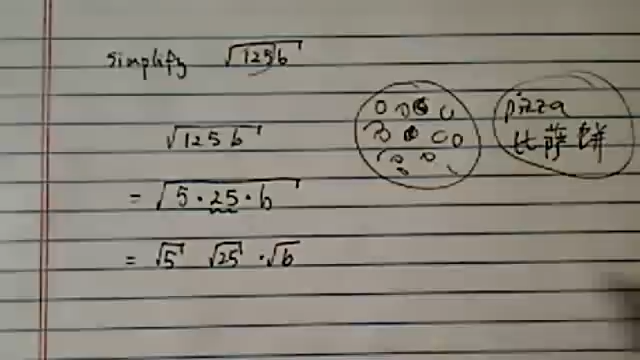 Simplify √125b
√125b
pizza
比萨饼
= √5·25·b
= √5 √25 · √b